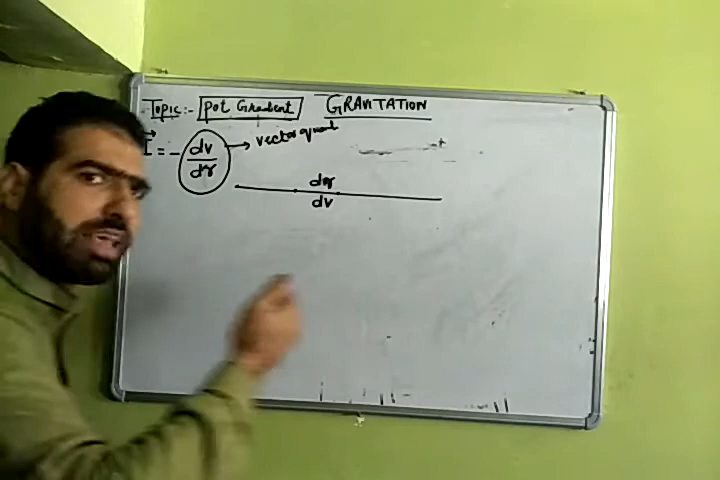 Topic:- Pot Gradient GRAVITATION
I = - dv/dr → vector quant
dr
dv